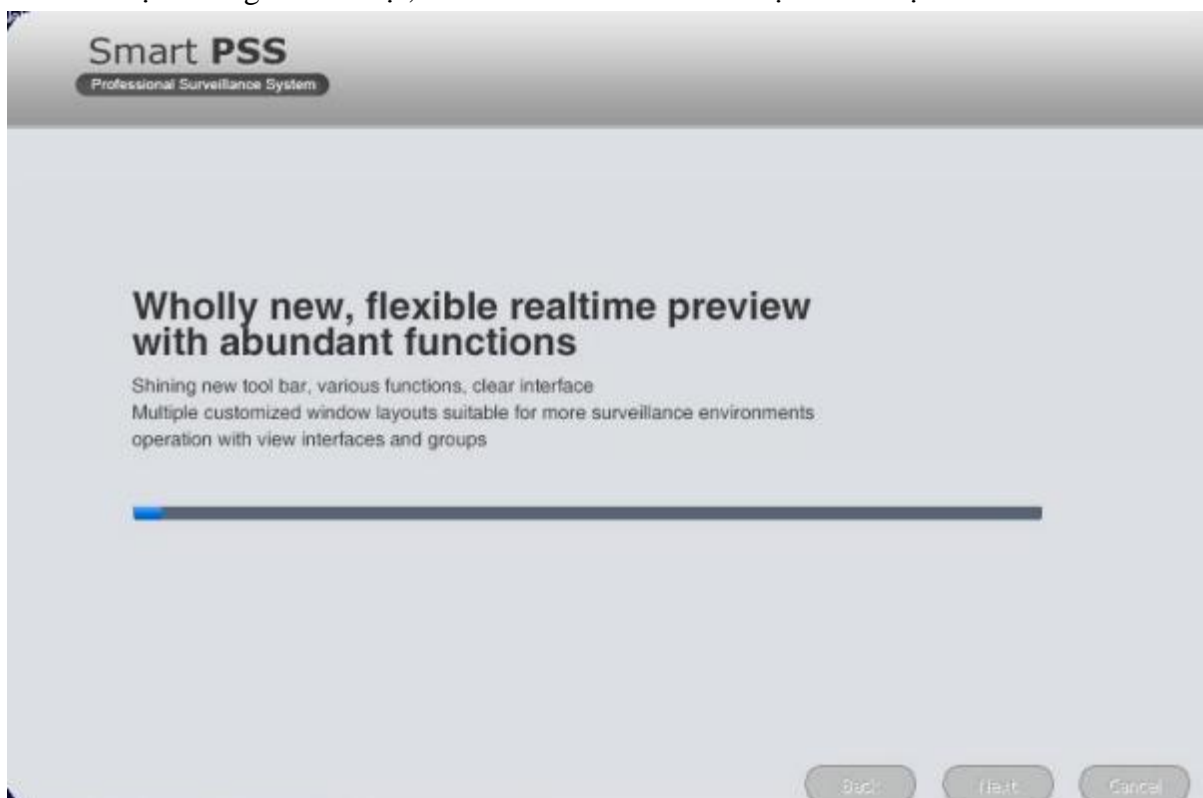 Smart PSS
Professional Surveillance System
Wholly new, flexible realtime preview
with abundant functions
Shining new tool bar, various functions, clear interface
Multiple customized window layouts suitable for more surveillance environments
operation with view interfaces and groups
Back Next Cancel